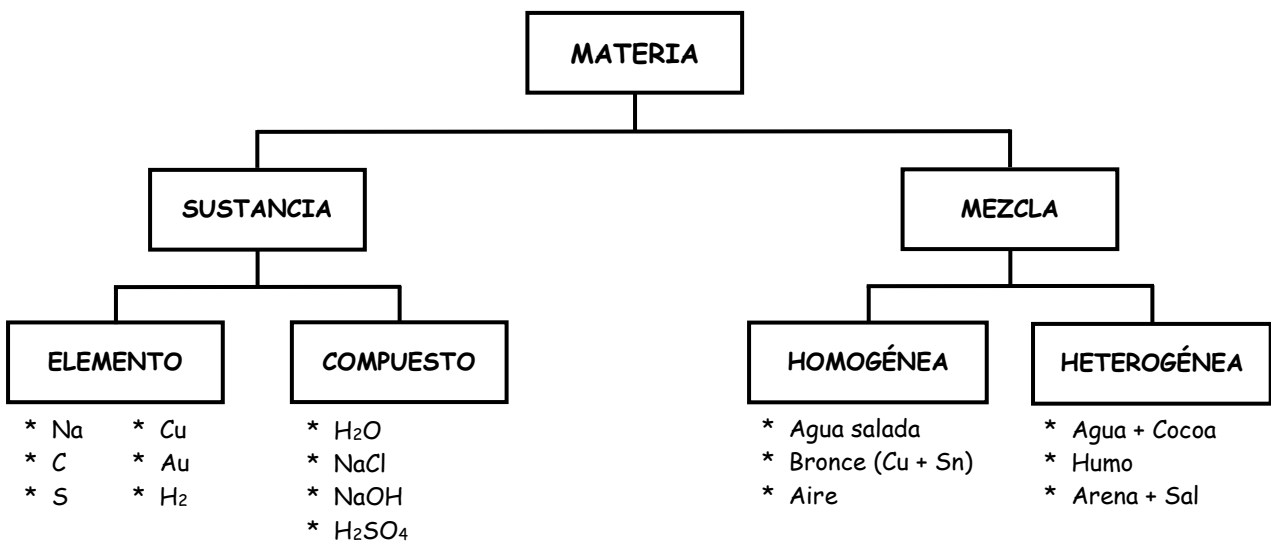 MATERIA
SUSTANCIA
MEZCLA
ELEMENTO
COMPUESTO
HOMOGÉNEA
HETEROGÉNEA
* Na * Cu
* C * Au
* S * H₂
* H₂O
* NaCl
* NaOH
* H₂SO₄
* Agua salada
* Bronce (Cu + Sn)
* Aire
* Agua + Cocoa
* Humo
* Arena + Sal